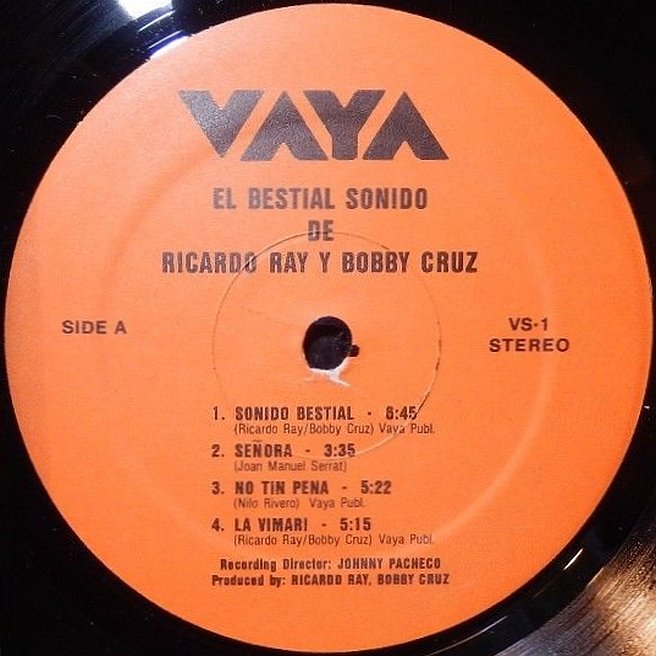 VAYA
EL BESTIAL SONIDO
DE
RICARDO RAY Y BOBBY CRUZ
SIDE A
VS-1
STEREO
1. SONIDO BESTIAL - 6:45
(Ricardo Ray/Bobby Cruz) Vaya Publ.
2. SEÑORA - 3:35
(Joan Manuel Serrat)
3. NO TIN PENA - 5:22
(Nilo Rivero) Vaya Publ.
4. LA VIMARI - 5:15
(Ricardo Ray/Bobby Cruz) Vaya Publ.
Recording Director: JOHNNY PACHECO
Produced by: RICARDO RAY, BOBBY CRUZ